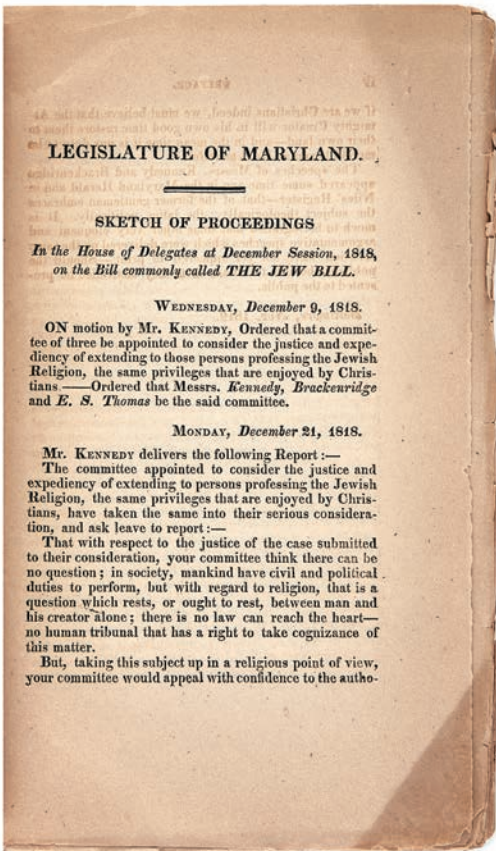 LEGISLATURE OF MARYLAND.
SKETCH OF PROCEEDINGS
In the House of Delegates at December Session, 1818,
on the Bill commonly called THE JEW BILL.
WEDNESDAY, December 9, 1818.
ON motion by Mr. KENNEDY, Ordered that a commit-
tee of three be appointed to consider the justice and expe-
diency of extending to those persons professing the Jewish
Religion, the same privileges that are enjoyed by Chris-
tians.——Ordered that Messrs. Kennedy, Brackenridge
and E. S. Thomas be the said committee.
MONDAY, December 21, 1818.
Mr. KENNEDY delivers the following Report :—
The committee appointed to consider the justice and
expediency of extending to persons professing the Jewish
Religion, the same privileges that are enjoyed by Chris-
tians, have taken the same into their serious considera-
tion, and ask leave to report :—
That with respect to the justice of the case submitted
to their consideration, your committee think there can be
no question ; in society, mankind have civil and political
duties to perform, but with regard to religion, that is a
question which rests, or ought to rest, between man and
his creator alone ; there is no law can reach the heart—
no human tribunal that has a right to take cognizance of
this matter.
But, taking this subject up in a religious point of view,
your committee would appeal with confidence to the autho-